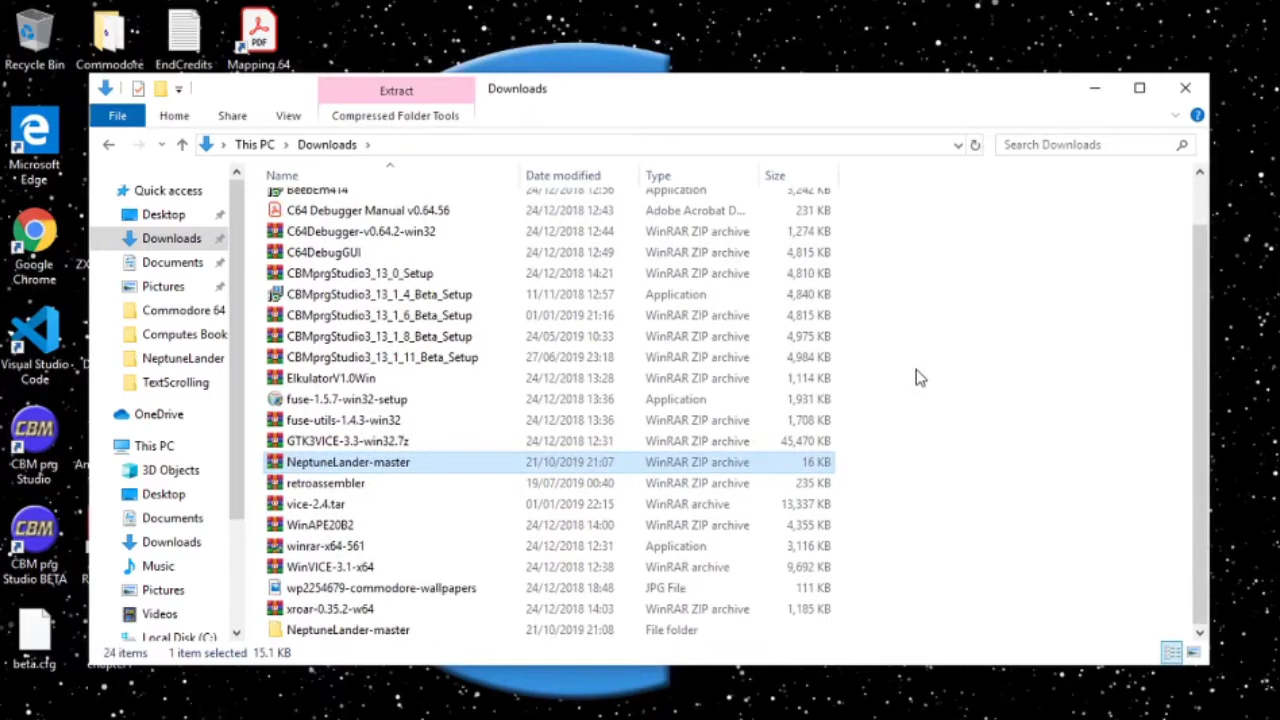 Recycle Bin
Commodore
EndCredits
PDF
Mapping 64
Extract
Downloads
File
Home
Share
View
Compressed Folder Tools
This PC
Downloads
Search Downloads
Name
Date modified
Type
Size
BeebEm414 24/12/2018 12:56 Application 3,242 KB
C64 Debugger Manual v0.64.56 24/12/2018 12:43 Adobe Acrobat D... 231 KB
C64Debugger-v0.64.2-win32 24/12/2018 12:44 WinRAR ZIP archive 1,274 KB
C64DebugGUI 24/12/2018 12:49 WinRAR ZIP archive 4,815 KB
CBMprgStudio3_13_0_Setup 24/12/2018 14:21 WinRAR ZIP archive 4,810 KB
CBMprgStudio3_13_1_4_Beta_Setup 11/11/2018 12:57 Application 4,840 KB
CBMprgStudio3_13_1_6_Beta_Setup 01/01/2019 21:16 WinRAR ZIP archive 4,815 KB
CBMprgStudio3_13_1_8_Beta_Setup 24/05/2019 10:33 WinRAR ZIP archive 4,975 KB
CBMprgStudio3_13_1_11_Beta_Setup 27/06/2019 23:18 WinRAR ZIP archive 4,984 KB
ElkulatorV1.0Win 24/12/2018 13:28 WinRAR ZIP archive 1,114 KB
fuse-1.5.7-win32-setup 24/12/2018 13:36 Application 1,931 KB
fuse-utils-1.4.3-win32 24/12/2018 13:36 WinRAR ZIP archive 1,708 KB
GTK3VICE-3.3-win32.7z 24/12/2018 12:31 WinRAR ZIP archive 45,470 KB
NeptuneLander-master 21/10/2019 21:07 WinRAR ZIP archive 16 KB
retroassembler 19/07/2019 00:40 WinRAR ZIP archive 235 KB
vice-2.4.tar 01/01/2019 22:15 WinRAR archive 13,337 KB
WinAPE20B2 24/12/2018 14:00 WinRAR ZIP archive 4,355 KB
winrar-x64-561 24/12/2018 12:31 Application 3,116 KB
WinVICE-3.1-x64 24/12/2018 12:38 WinRAR archive 9,692 KB
wp2254679-commodore-wallpapers 24/12/2018 18:48 JPG File 111 KB
xroar-0.35.2-w64 24/12/2018 14:03 WinRAR ZIP archive 1,185 KB
NeptuneLander-master 21/10/2019 21:08 File folder
Quick access
Desktop
Downloads
Documents
Pictures
Commodore 64
Computes Book
NeptuneLander
TextScrolling
OneDrive
This PC
3D Objects
Desktop
Documents
Downloads
Music
Pictures
Videos
Local Disk (C:)
24 items 1 item selected 15.1 KB
Microsoft
Edge
Google
Chrome
Visual Studio
Code
CBM
CBM prg
Studio
CBM
CBM prg
Studio BETA
beta.cfg